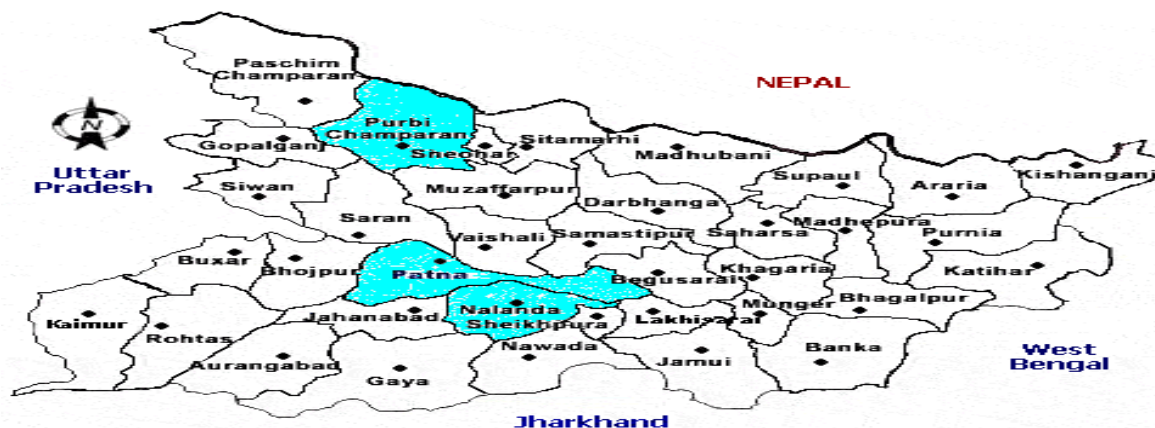 Paschim
Champaran
NEPAL
N
Purbi
Champaran
Sheohar
Sitamarhi
Gopalganj
Madhubani
Uttar
Pradesh
Siwan
Muzaffarpur
Darbhanga
Supaul
Araria
Kishanganj
Saran
Vaishali
Samastipur
Saharsa
Madhepura
Purnia
Buxar
Bhojpur
Patna
Begusarai
Khagaria
Katihar
Kaimur
Rohtas
Jahanabad
Nalanda
Sheikhpura
Lakhisarai
Munger
Bhagalpur
Aurangabad
Gaya
Nawada
Jamui
Banka
West
Bengal
Jharkhand